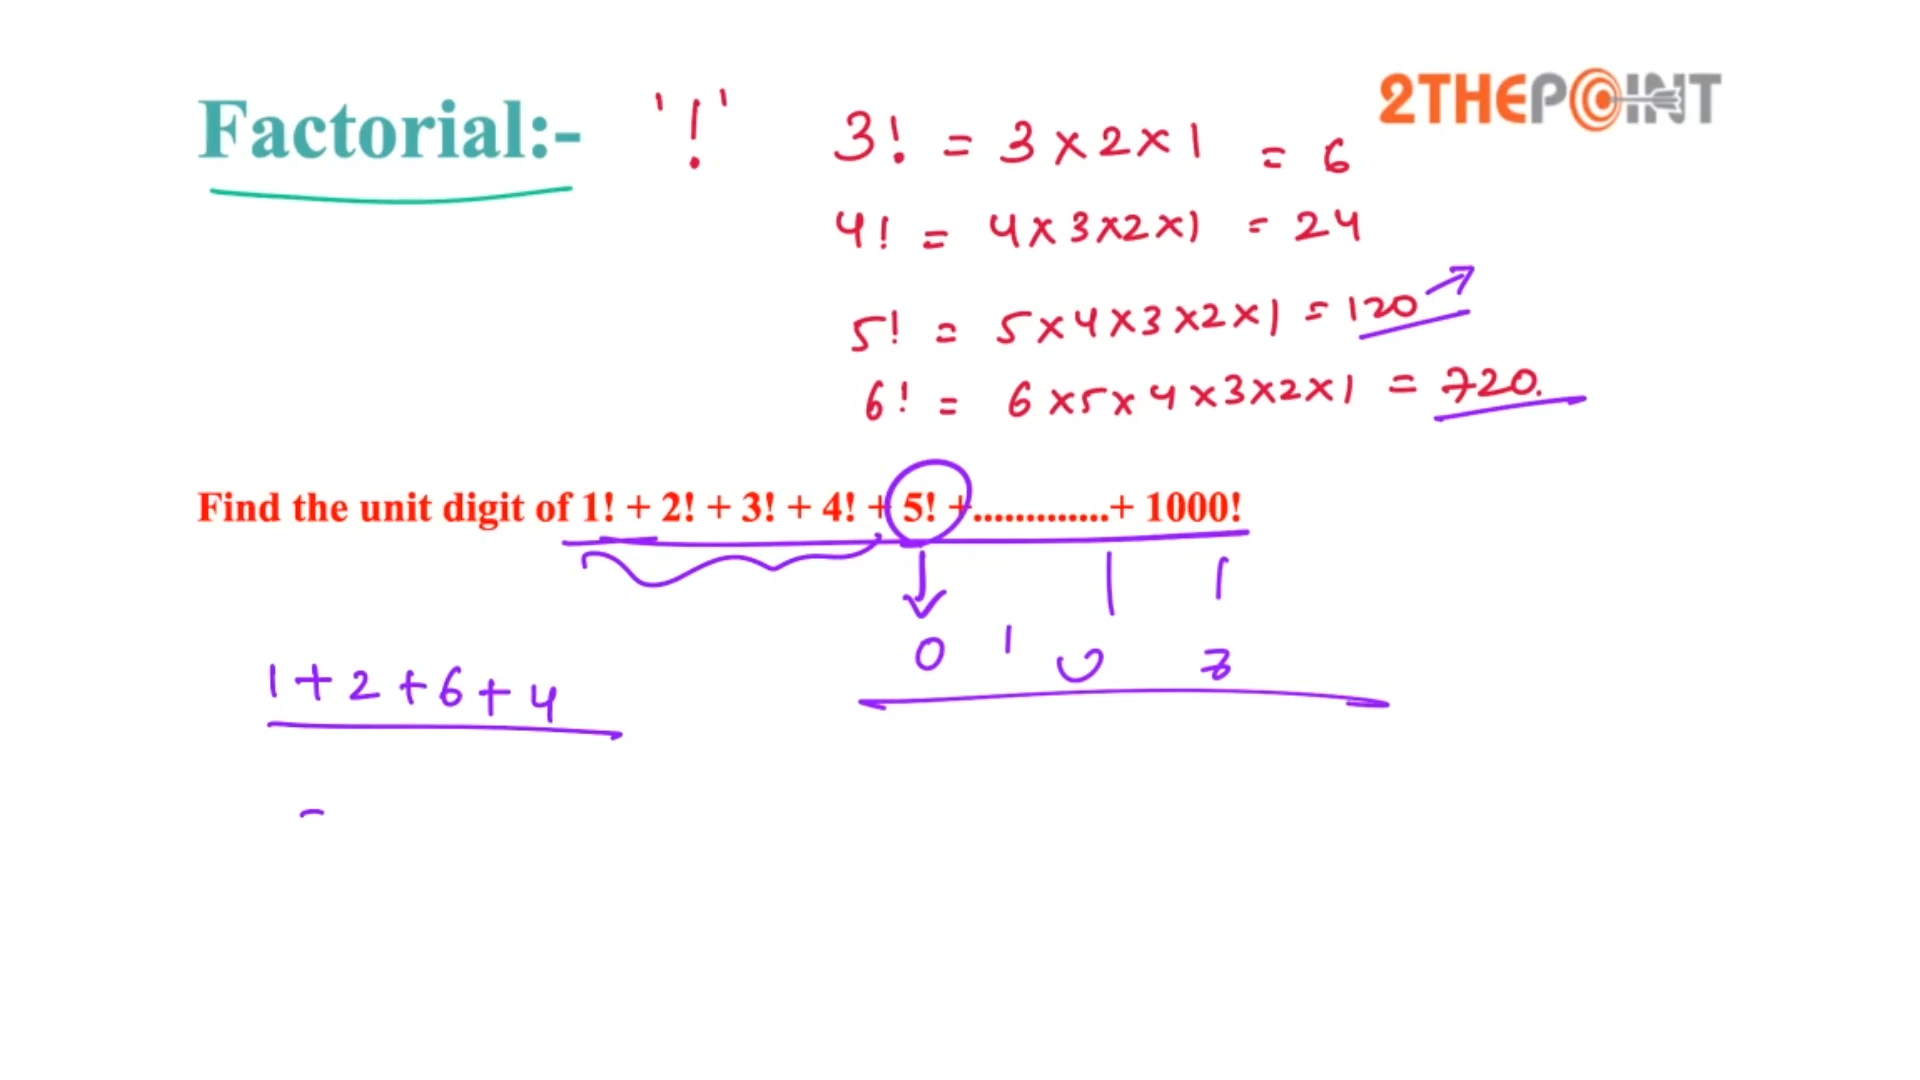 Factorial:- '!' 3! = 3 x 2 x 1 = 6
2THEPOINT
4! = 4 x 3 x 2 x 1 = 24
5! = 5 x 4 x 3 x 2 x 1 = 120
6! = 6 x 5 x 4 x 3 x 2 x 1 = 720.
Find the unit digit of 1! + 2! + 3! + 4! + 5! +.............+ 1000!
0
1 + 2 + 6 + 4